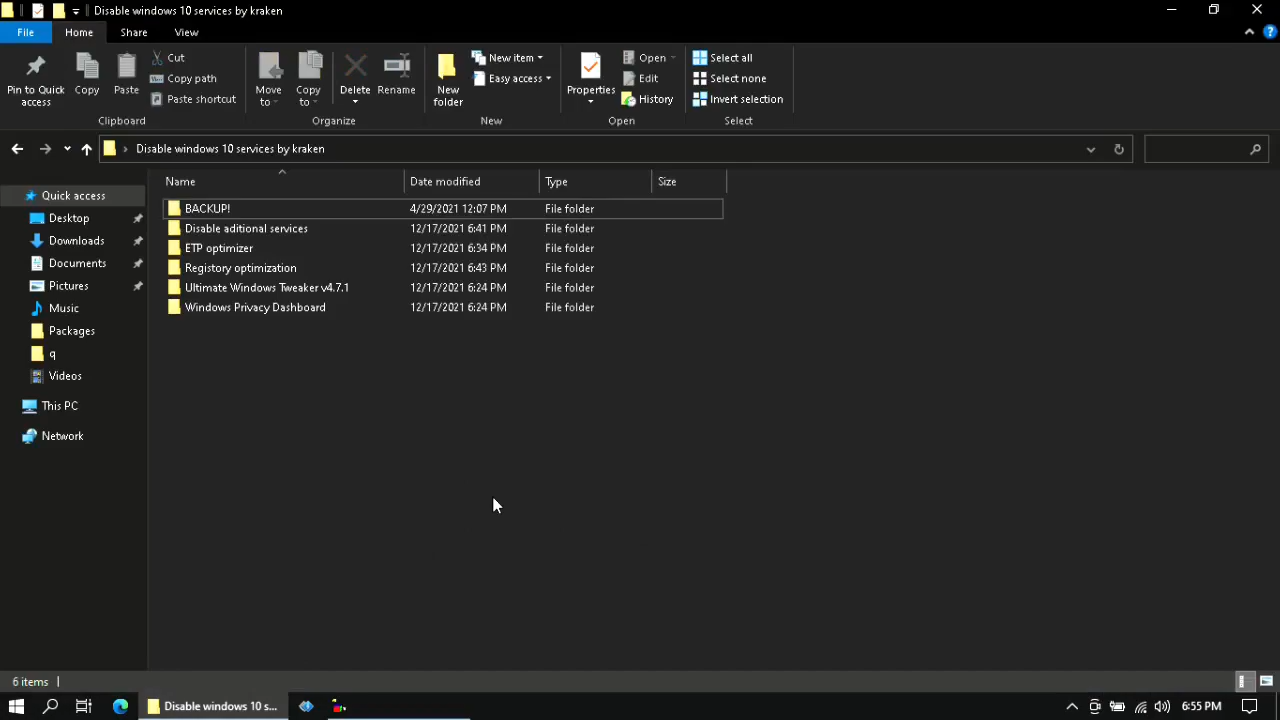 Disable windows 10 services by kraken
File Home Share View
Pin to Quick access
Copy
Paste
Cut
Copy path
Paste shortcut
Clipboard
Move to
Copy to
Delete
Rename
Organize
New folder
New item
Easy access
New
Properties
Open
Edit
History
Open
Select all
Select none
Invert selection
Select
Disable windows 10 services by kraken
Name Date modified Type Size
BACKUP! 4/29/2021 12:07 PM File folder
Disable aditional services 12/17/2021 6:41 PM File folder
ETP optimizer 12/17/2021 6:34 PM File folder
Registory optimization 12/17/2021 6:43 PM File folder
Ultimate Windows Tweaker v4.7.1 12/17/2021 6:24 PM File folder
Windows Privacy Dashboard 12/17/2021 6:24 PM File folder
Quick access
Desktop
Downloads
Documents
Pictures
Music
Packages
q
Videos
This PC
Network
6 items
Disable windows 10 s...
6:55 PM